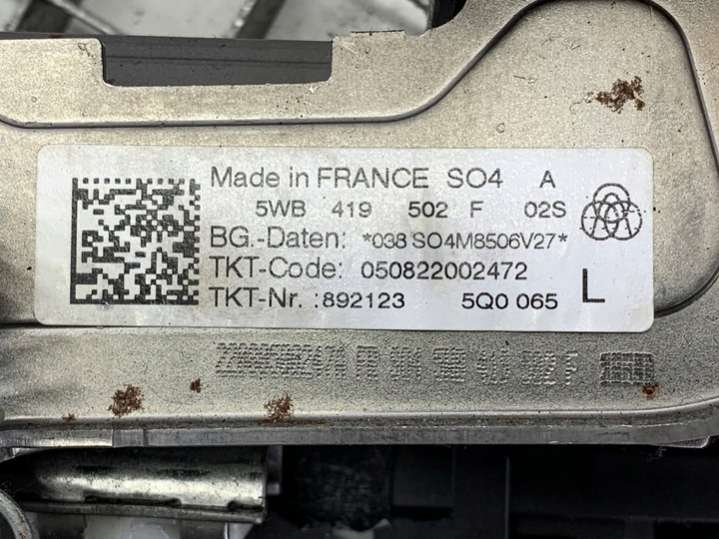 Made in FRANCE SO4 A
5WB 419 502 F 02S
BG.-Daten: *038 SO4M8506V27*
TKT-Code: 050822002472
TKT-Nr. :892123 5Q0 065 L